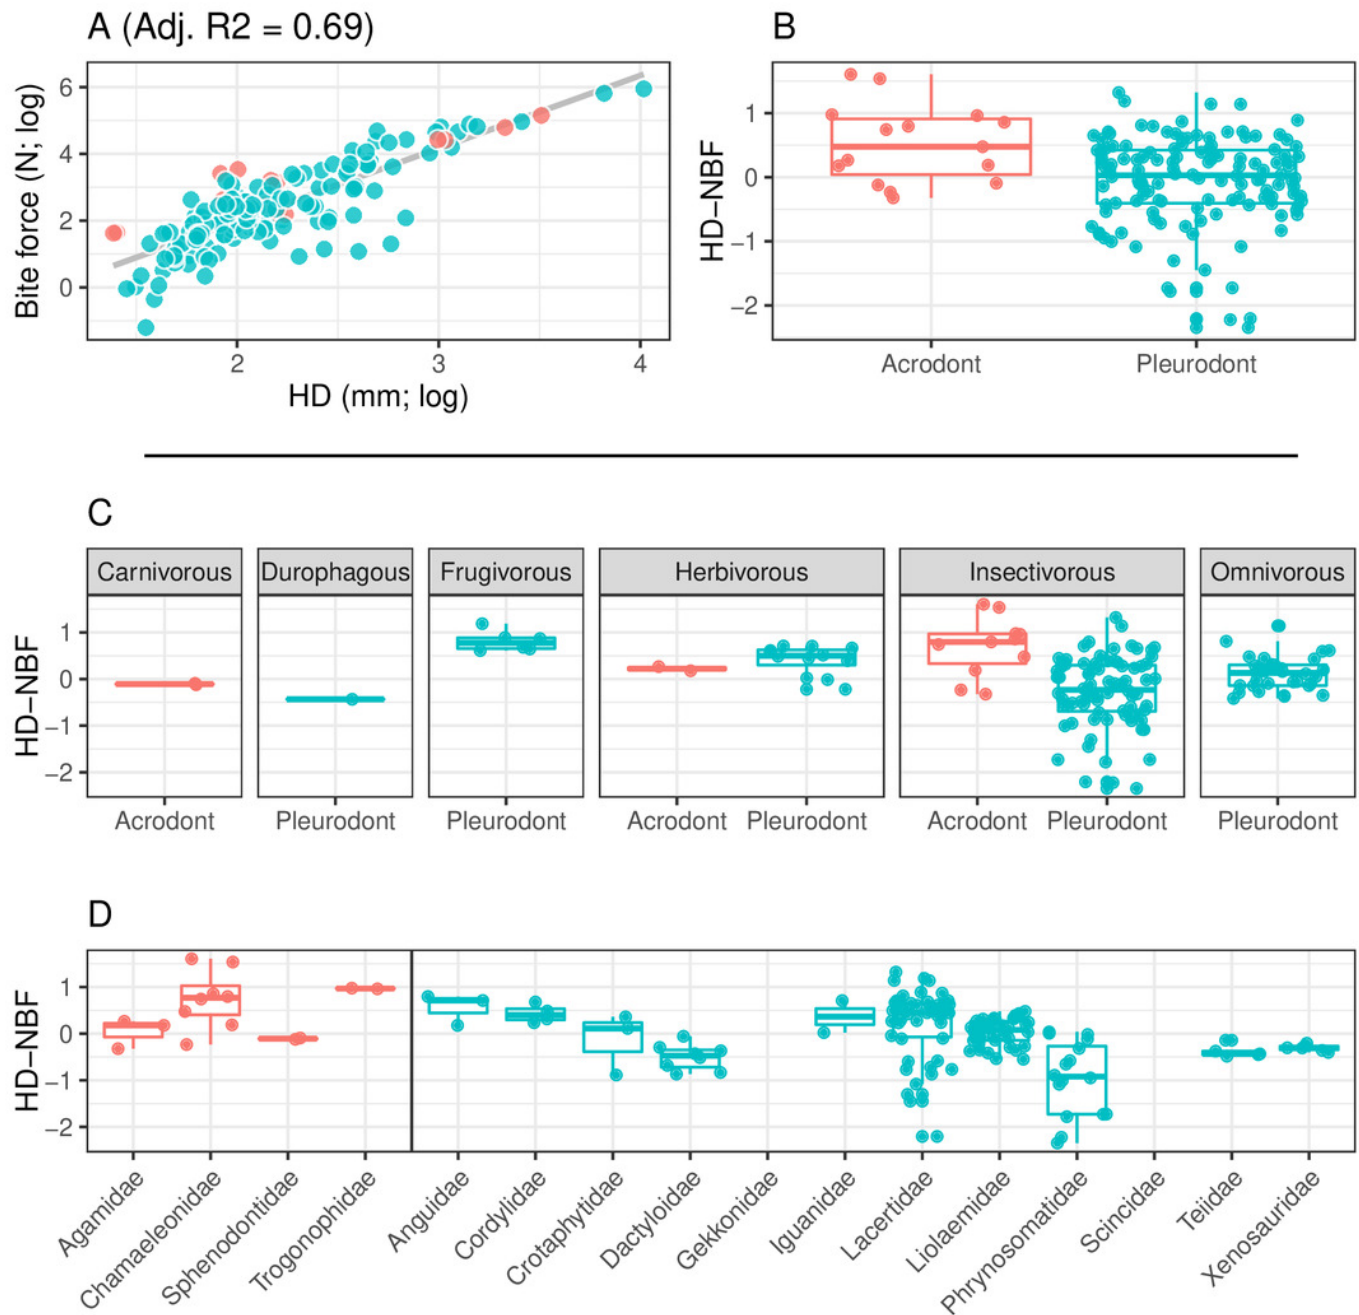 A (Adj. R2 = 0.69)
Bite force (N; log)
6
4
2
0
2
3
4
HD (mm; log)
B
HD−NBF
1
0
−1
−2
Acrodont
Pleurodont
C
Carnivorous
Durophagous
Frugivorous
Herbivorous
Insectivorous
Omnivorous
HD−NBF
1
0
−1
−2
Acrodont
Pleurodont
Pleurodont
Acrodont
Pleurodont
Acrodont
Pleurodont
Pleurodont
D
HD−NBF
1
0
−1
−2
Agamidae
Chamaeleonidae
Sphenodontidae
Trogonophidae
Anguidae
Cordylidae
Crotaphytidae
Dactyloidae
Gekkonidae
Iguanidae
Lacertidae
Liolaemidae
Phrynosomatidae
Scincidae
Teiidae
Xenosauridae